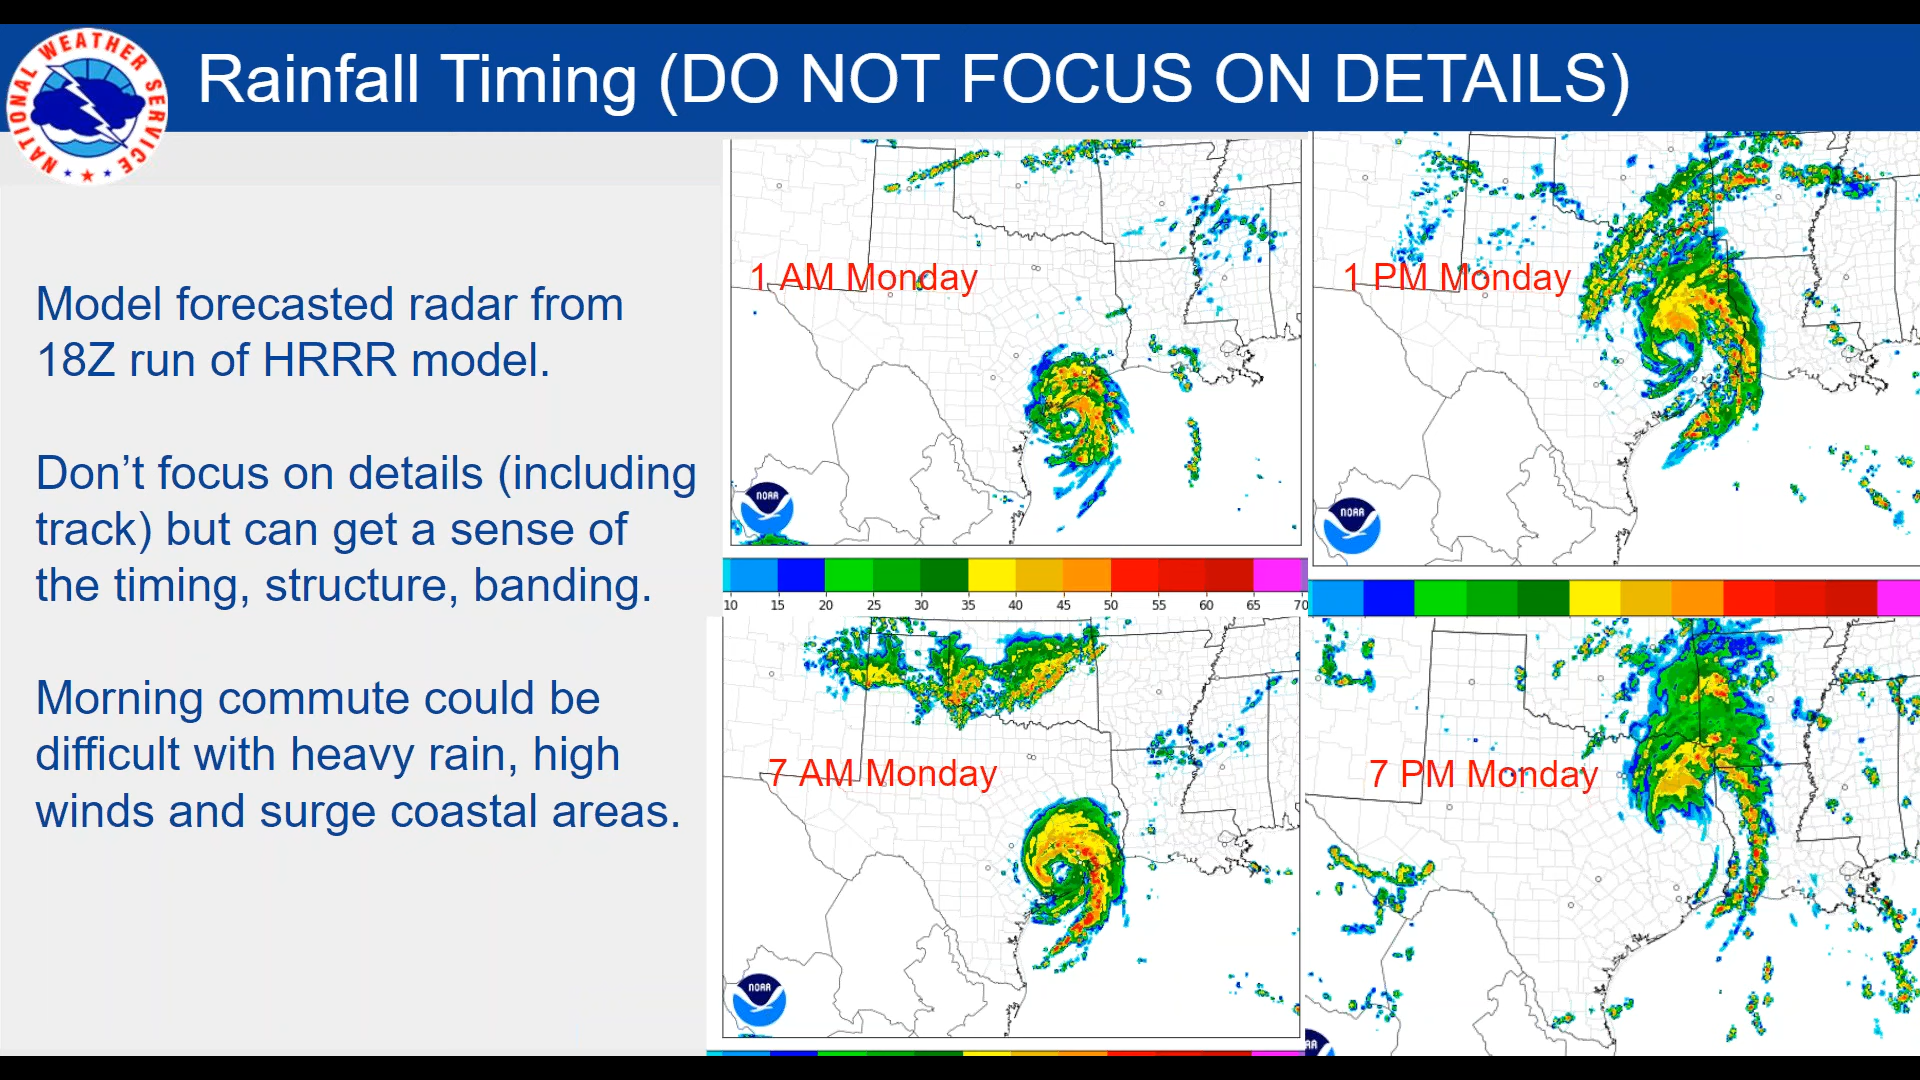 NATIONAL WEATHER SERVICE
Rainfall Timing (DO NOT FOCUS ON DETAILS)
Model forecasted radar from
18Z run of HRRR model.
Don’t focus on details (including
track) but can get a sense of
the timing, structure, banding.
Morning commute could be
difficult with heavy rain, high
winds and surge coastal areas.
1 AM Monday
NOAA
10 15 20 25 30 35 40 45 50 55 60 65 70
1 PM Monday
NOAA
7 AM Monday
NOAA
7 PM Monday
AA